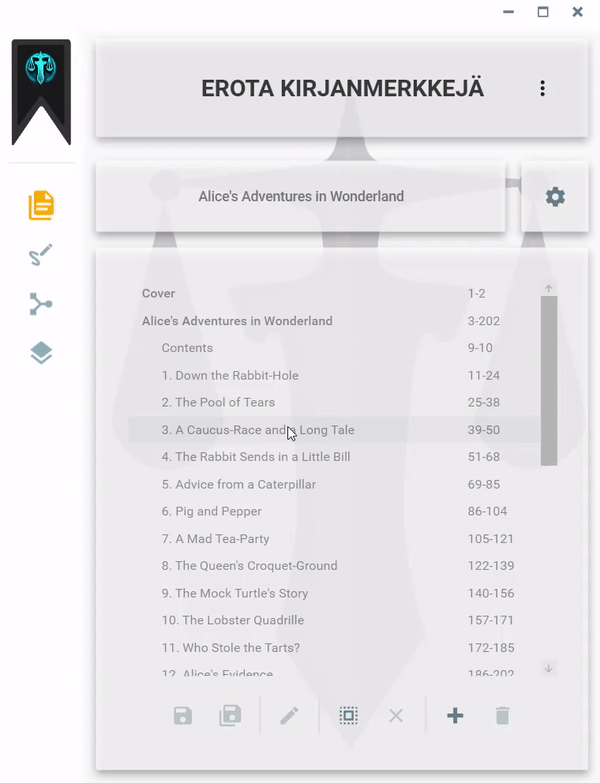 EROTA KIRJANMERKKEJÄ
Alice's Adventures in Wonderland
Cover 1-2
Alice's Adventures in Wonderland 3-202
Contents 9-10
1. Down the Rabbit-Hole 11-24
2. The Pool of Tears 25-38
3. A Caucus-Race and a Long Tale 39-50
4. The Rabbit Sends in a Little Bill 51-68
5. Advice from a Caterpillar 69-85
6. Pig and Pepper 86-104
7. A Mad Tea-Party 105-121
8. The Queen's Croquet-Ground 122-139
9. The Mock Turtle's Story 140-156
10. The Lobster Quadrille 157-171
11. Who Stole the Tarts? 172-185
12. Alice's Evidence 186-202